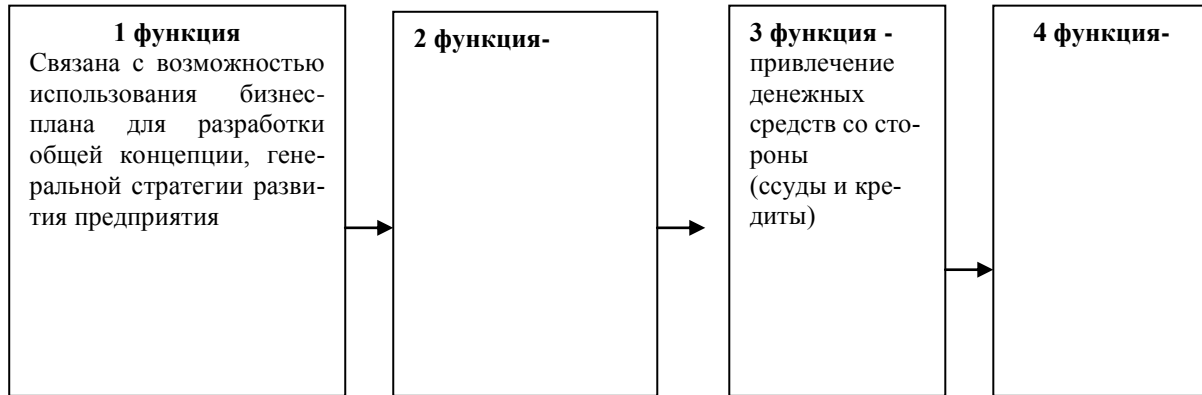 1 функция
Связана с возможностью
использования бизнес-
плана для разработки
общей концепции, гене-
ральной стратегии разви-
тия предприятия
2 функция-
3 функция -
привлечение
денежных
средств со сто-
роны
(ссуды и кре-
диты)
4 функция-